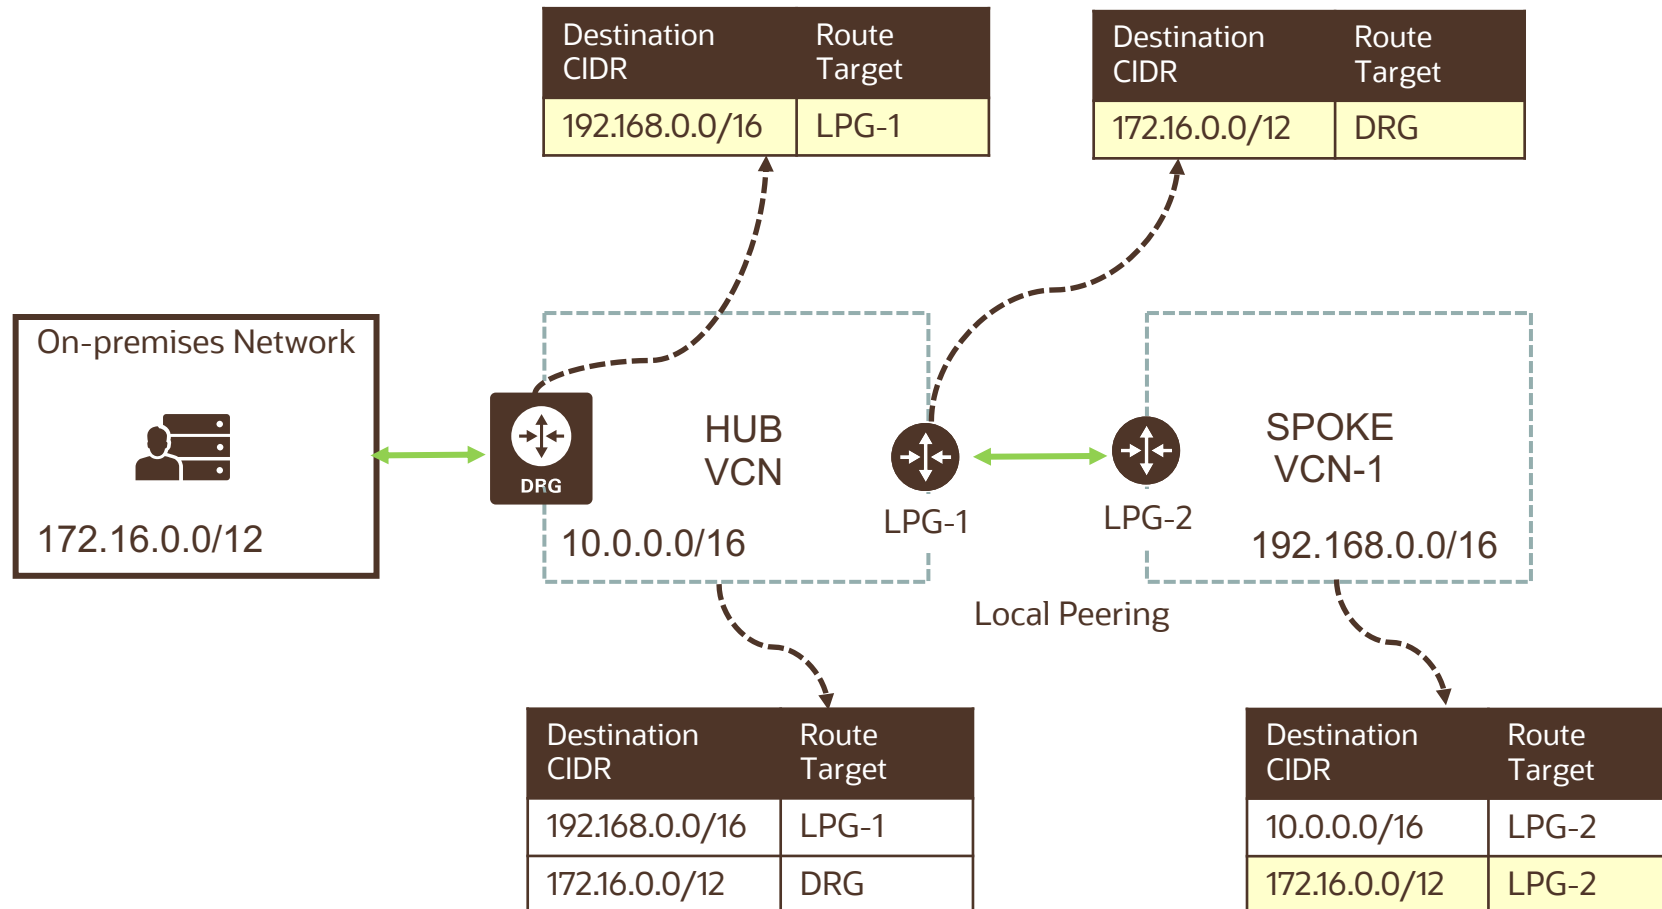 Destination CIDR Route Target
192.168.0.0/16 LPG-1
Destination CIDR Route Target
172.16.0.0/12 DRG
On-premises Network
172.16.0.0/12
DRG
HUB
VCN
10.0.0.0/16
LPG-1
LPG-2
SPOKE
VCN-1
192.168.0.0/16
Local Peering
Destination CIDR Route Target
192.168.0.0/16 LPG-1
172.16.0.0/12 DRG
Destination CIDR Route Target
10.0.0.0/16 LPG-2
172.16.0.0/12 LPG-2